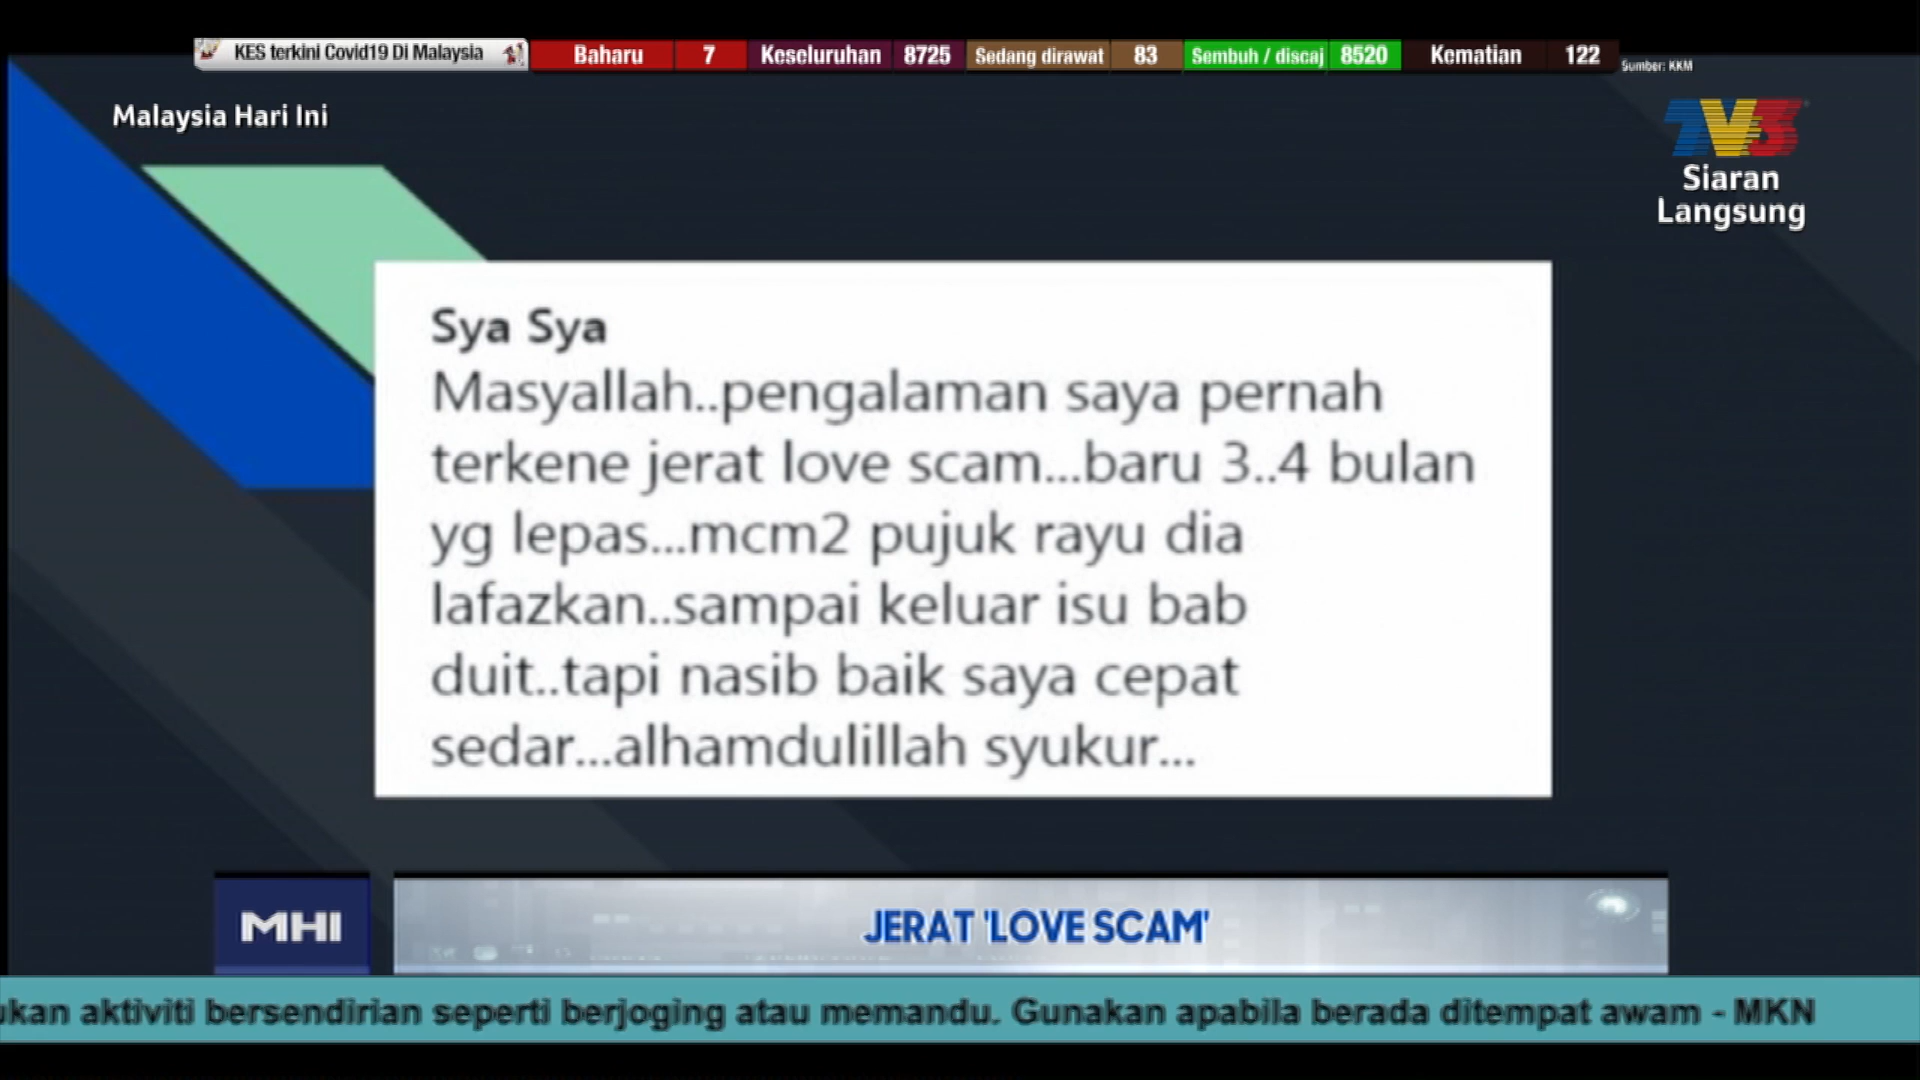 KES terkini Covid19 Di Malaysia Baharu 7 Keseluruhan 8725 Sedang dirawat 83 Sembuh / discaj 8520 Kematian 122
Sumber: KKM
Malaysia Hari Ini
TV3
Siaran
Langsung
Sya Sya
Masyallah..pengalaman saya pernah
terkene jerat love scam...baru 3..4 bulan
yg lepas...mcm2 pujuk rayu dia
lafazkan..sampai keluar isu bab
duit..tapi nasib baik saya cepat
sedar...alhamdulillah syukur...
MHI
JERAT 'LOVE SCAM'
ukan aktiviti bersendirian seperti berjoging atau memandu. Gunakan apabila berada ditempat awam - MKN